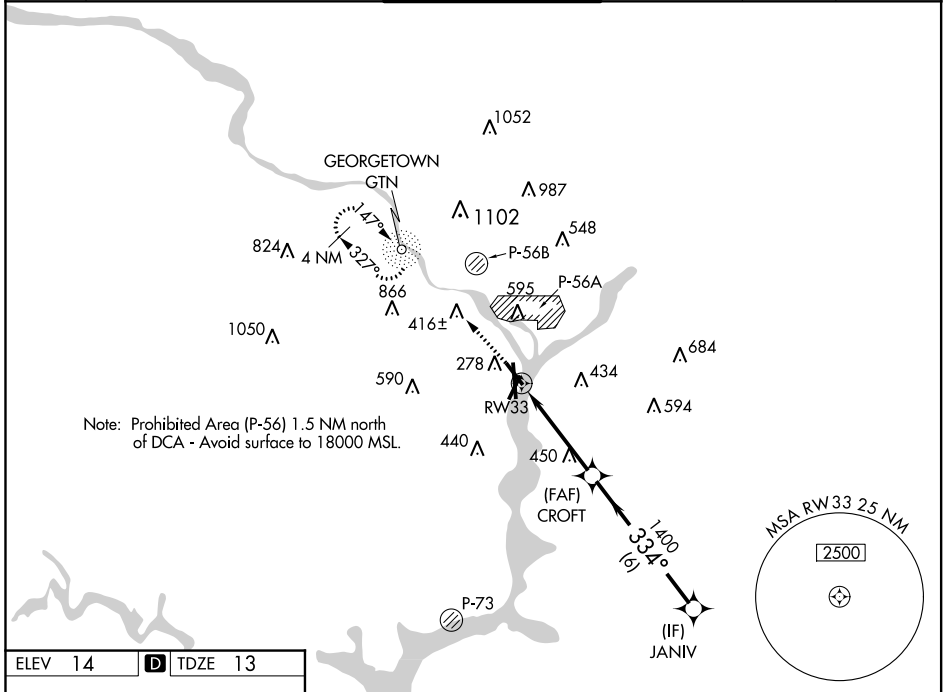 1052
GEORGETOWN
GTN
987
1102
147°
548
824
4 NM
327°
P-56B
866
595
P-56A
416±
1050
278
684
590
434
RW33
594
Note: Prohibited Area (P-56) 1.5 NM north
of DCA - Avoid surface to 18000 MSL.
440
450
(FAF)
CROFT
1400
334°
(6)
MSA RW33 25 NM
2500
P-73
(IF)
JANIV
ELEV 14 D TDZE 13